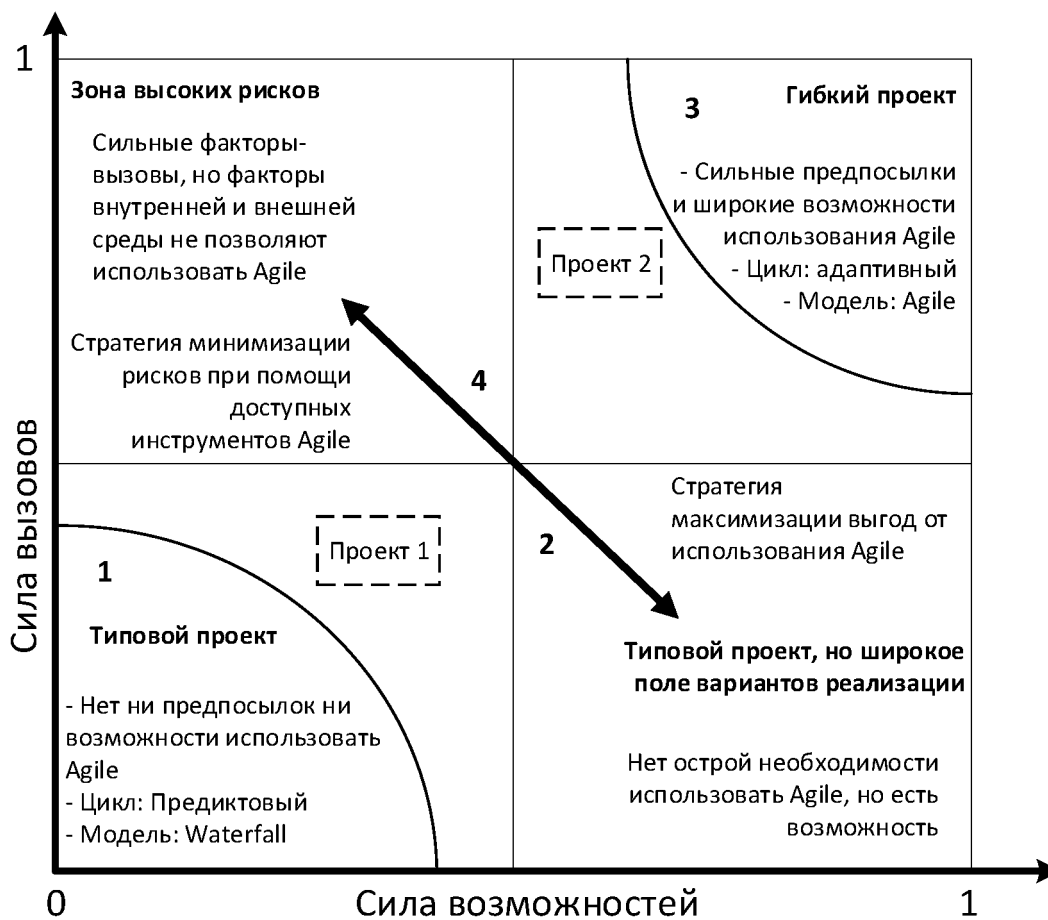 1
Зона высоких рисков
Сильные факторы-
вызовы, но факторы
внутренней и внешней
среды не позволяют
использовать Agile
Стратегия минимизации
рисков при помощи
доступных
инструментов Agile
4
3
Гибкий проект
- Сильные предпосылки
и широкие возможности
использования Agile
- Цикл: адаптивный
- Модель: Agile
Проект 2
Сила вызовов
1
Проект 1
Типовой проект
- Нет ни предпосылок ни
возможности использовать
Agile
- Цикл: Предиктовый
- Модель: Waterfall
2
Стратегия
максимизации выгод от
использования Agile
Типовой проект, но широкое
поле вариантов реализации
Нет острой необходимости
использовать Agile, но есть
возможность
0
Сила возможностей
1